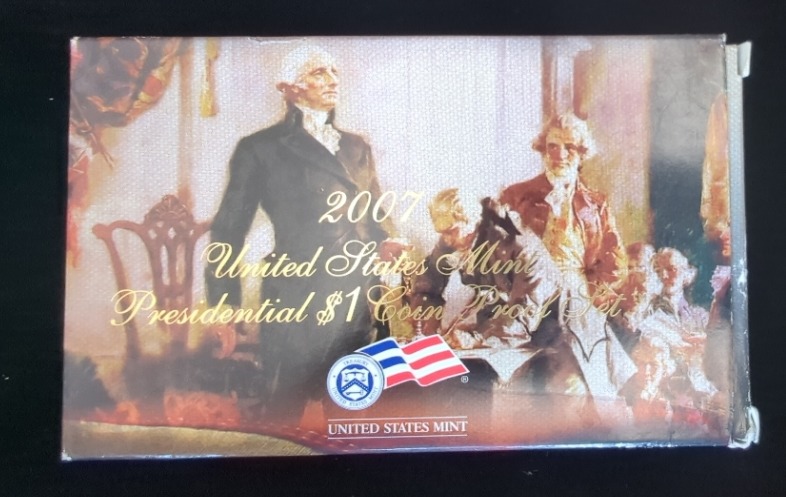 2007
United States Mint
Presidential $1 Coin Proof Set
®
UNITED STATES MINT